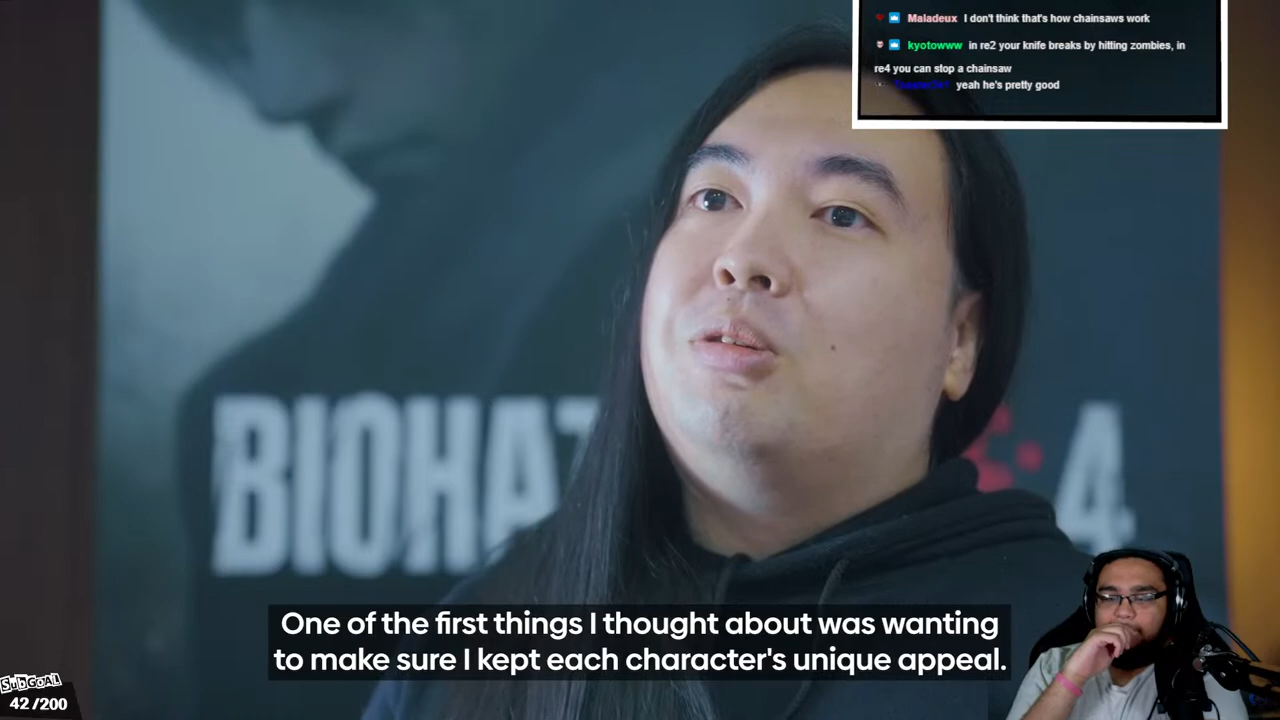 Maladeux I don't think that's how chainsaws work
kyotowww in re2 your knife breaks by hitting zombies, in
re4 you can stop a chainsaw
yeah he's pretty good
BIOHAZ
4
One of the first things I thought about was wanting
to make sure I kept each character's unique appeal.
SubGOAL
42 /200